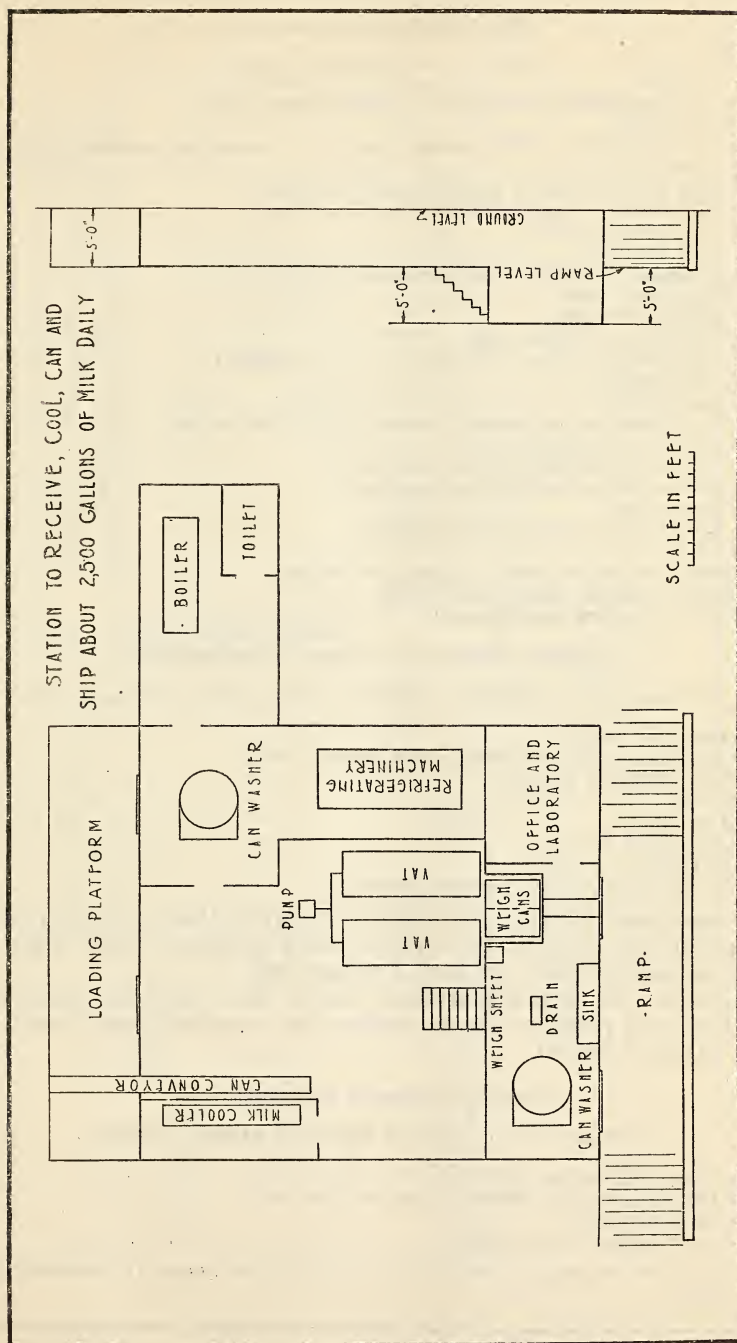 STATION TO RECEIVE, COOL, CAN AND
SHIP ABOUT 2,500 GALLONS OF MILK DAILY
LOADING PLATFORM
BOILER
TOILET
CAN WASHER
REFRIGERATING
MACHINERY
PUMP
VAT
VAT
CAN CONVEYOR
MILK COOLER
WEIGH SHEET
WEIGH
CANS
OFFICE AND
LABORATORY
DRAIN
SINK
CAN WASHER
-RAMP-
5'-0"
GROUND LEVEL
5'-0"
RAMP LEVEL
5'-0"
SCALE IN FEET